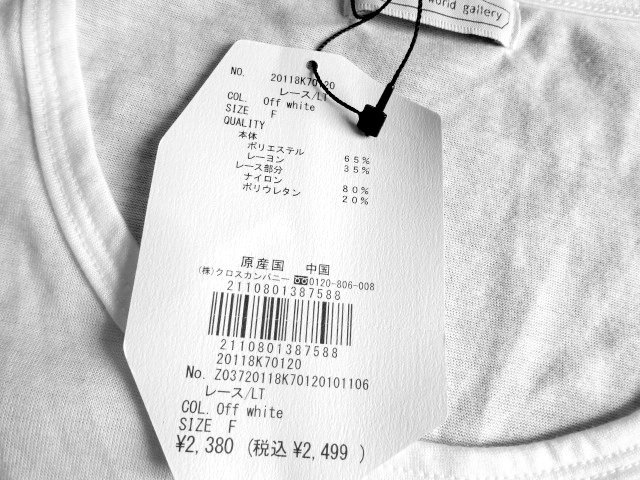 world gallery
NO. 20118K70120
レース/LT
COL. Off white
SIZE F
QUALITY
本体
ポリエステル 65%
レーヨン 35%
レース部分
ナイロン 80%
ポリウレタン 20%
原産国 中国
(株)クロスカンパニー 0120-806-008
2110801387588
2110801387588
20118K70120
No. Z03720118K70120101106
レース/LT
COL. Off white
SIZE F
¥2,380 (税込 ¥2,499 )